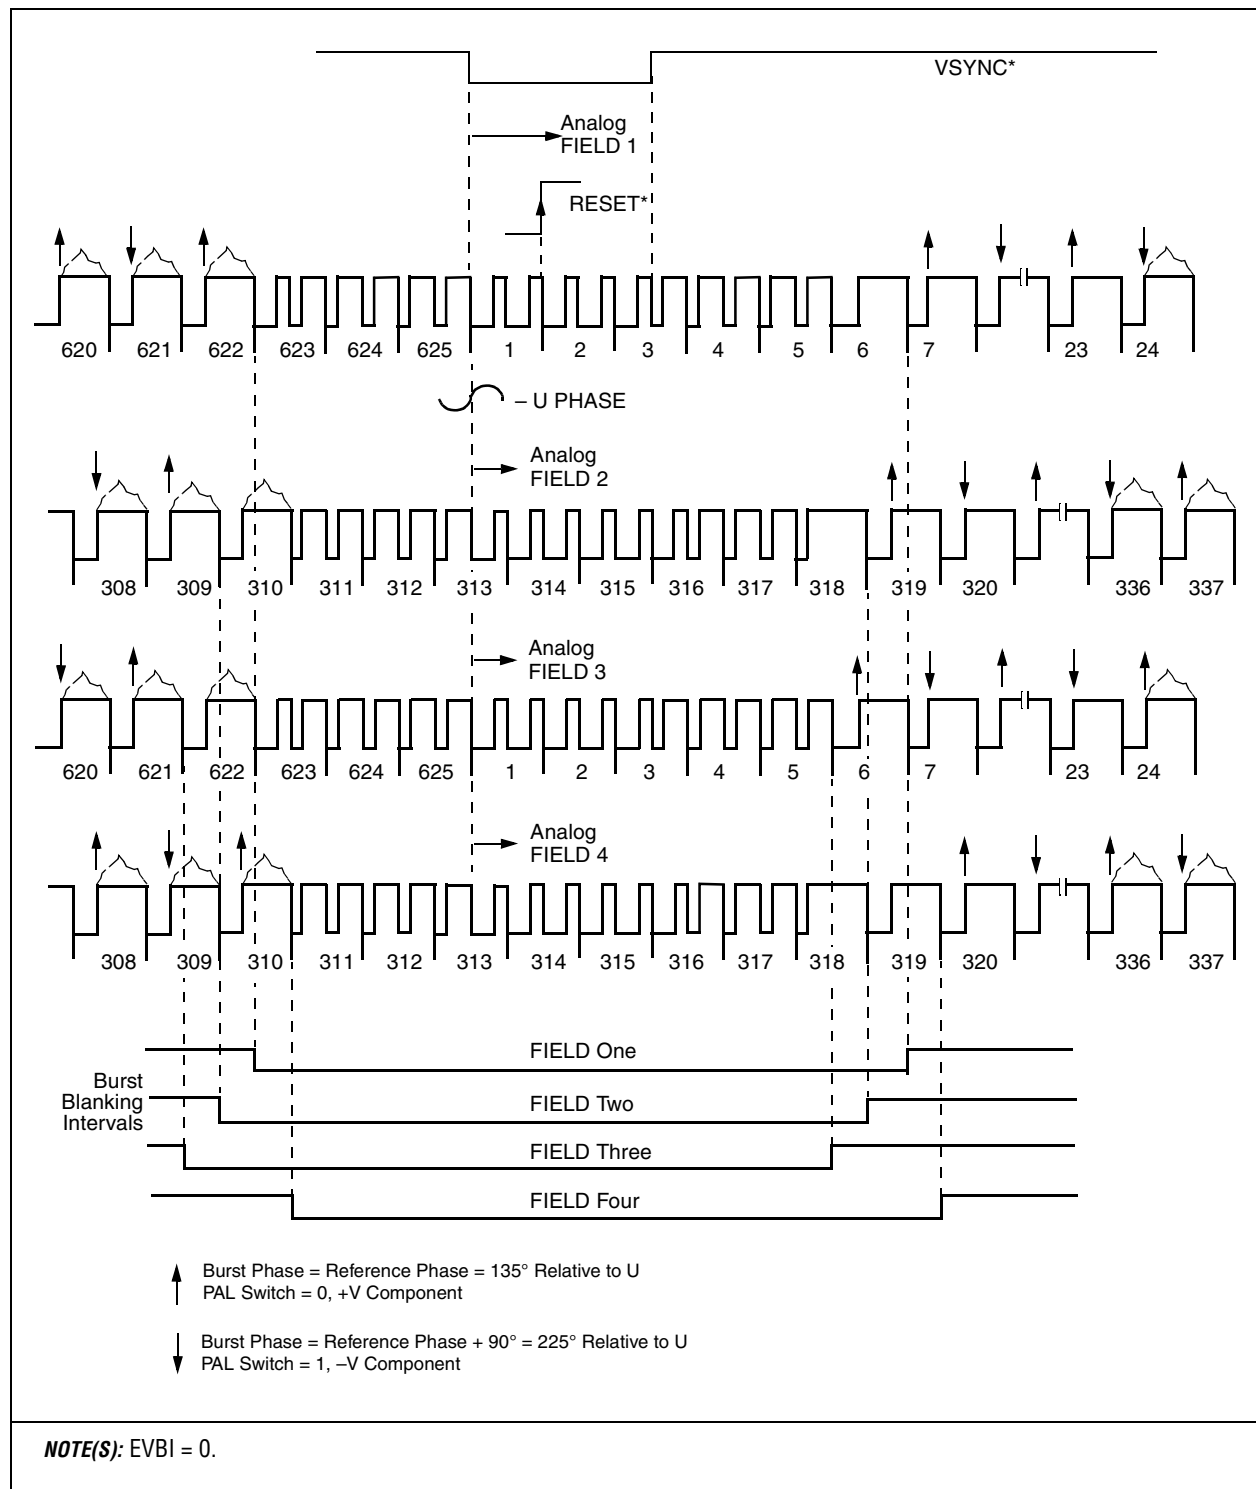 VSYNC*
Analog
FIELD 1
RESET*
620 621 622 623 624 625 1 2 3 4 5 6 7 23 24
– U PHASE
Analog
FIELD 2
308 309 310 311 312 313 314 315 316 317 318 319 320 336 337
Analog
FIELD 3
620 621 622 623 624 625 1 2 3 4 5 6 7 23 24
Analog
FIELD 4
308 309 310 311 312 313 314 315 316 317 318 319 320 336 337
FIELD One
Burst
Blanking
Intervals
FIELD Two
FIELD Three
FIELD Four
Burst Phase = Reference Phase = 135° Relative to U
PAL Switch = 0, +V Component
Burst Phase = Reference Phase + 90° = 225° Relative to U
PAL Switch = 1, –V Component
NOTE(S): EVBI = 0.